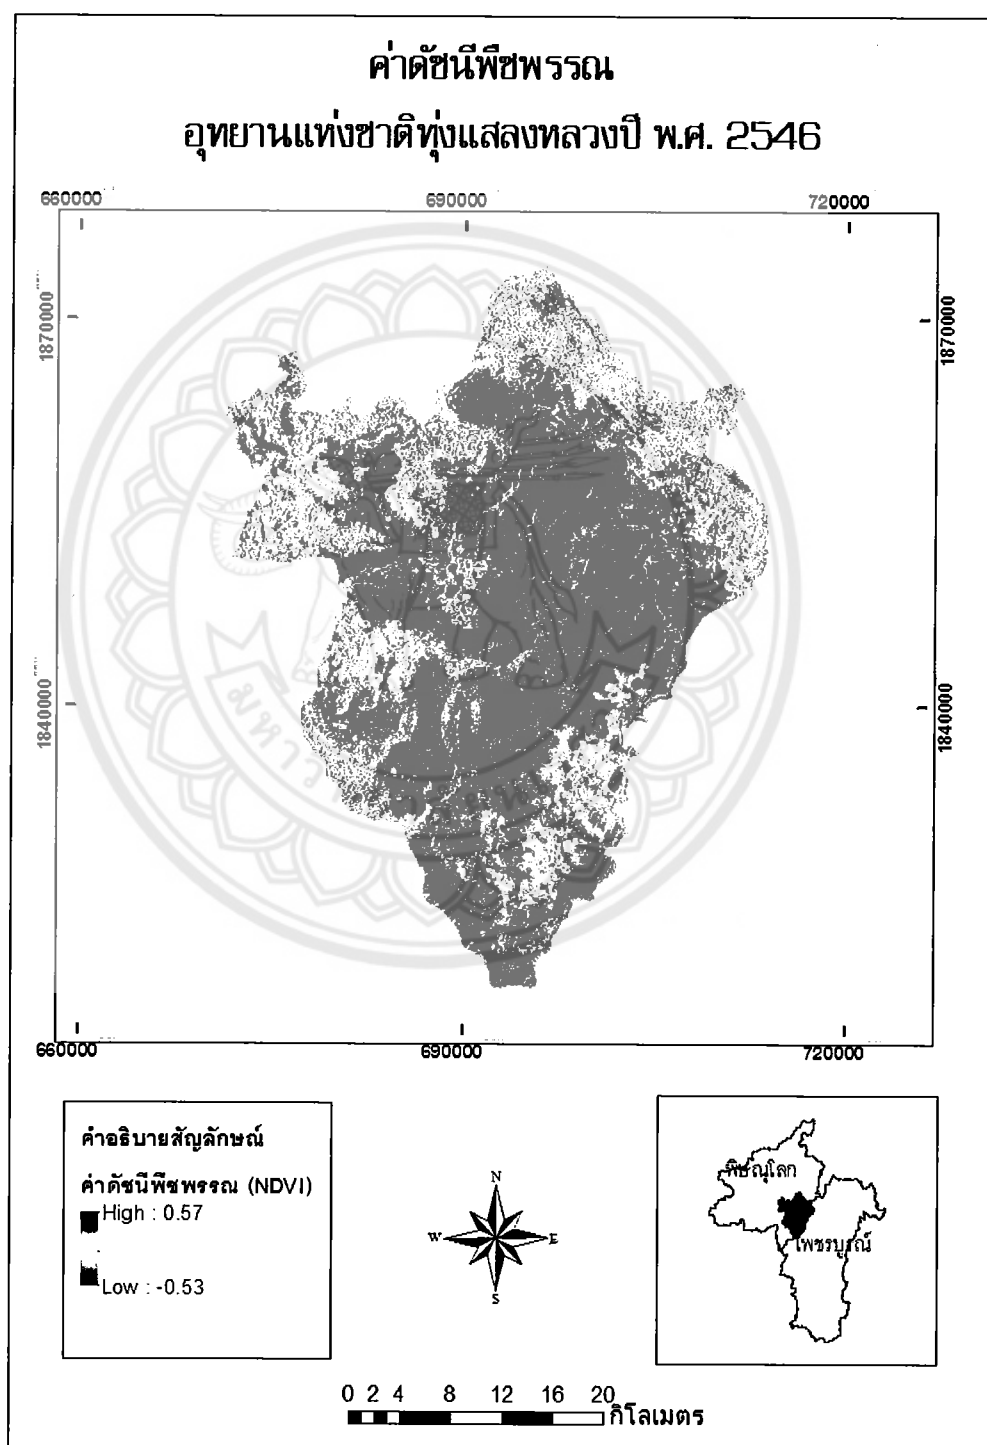 ค่าดัชนีพืชพรรณ
อุทยานแห่งชาติทุ่งแสลงหลวงปี พ.ศ. 2546
660000 690000 720000
1870000 1870000
1840000 1840000
660000 690000 720000
คำอธิบายสัญลักษณ์
ค่าดัชนีพืชพรรณ (NDVI)
High : 0.57
Low : -0.53
N
W E
S
พิษณุโลก
เพชรบูรณ์
0 2 4 8 12 16 20
กิโลเมตร